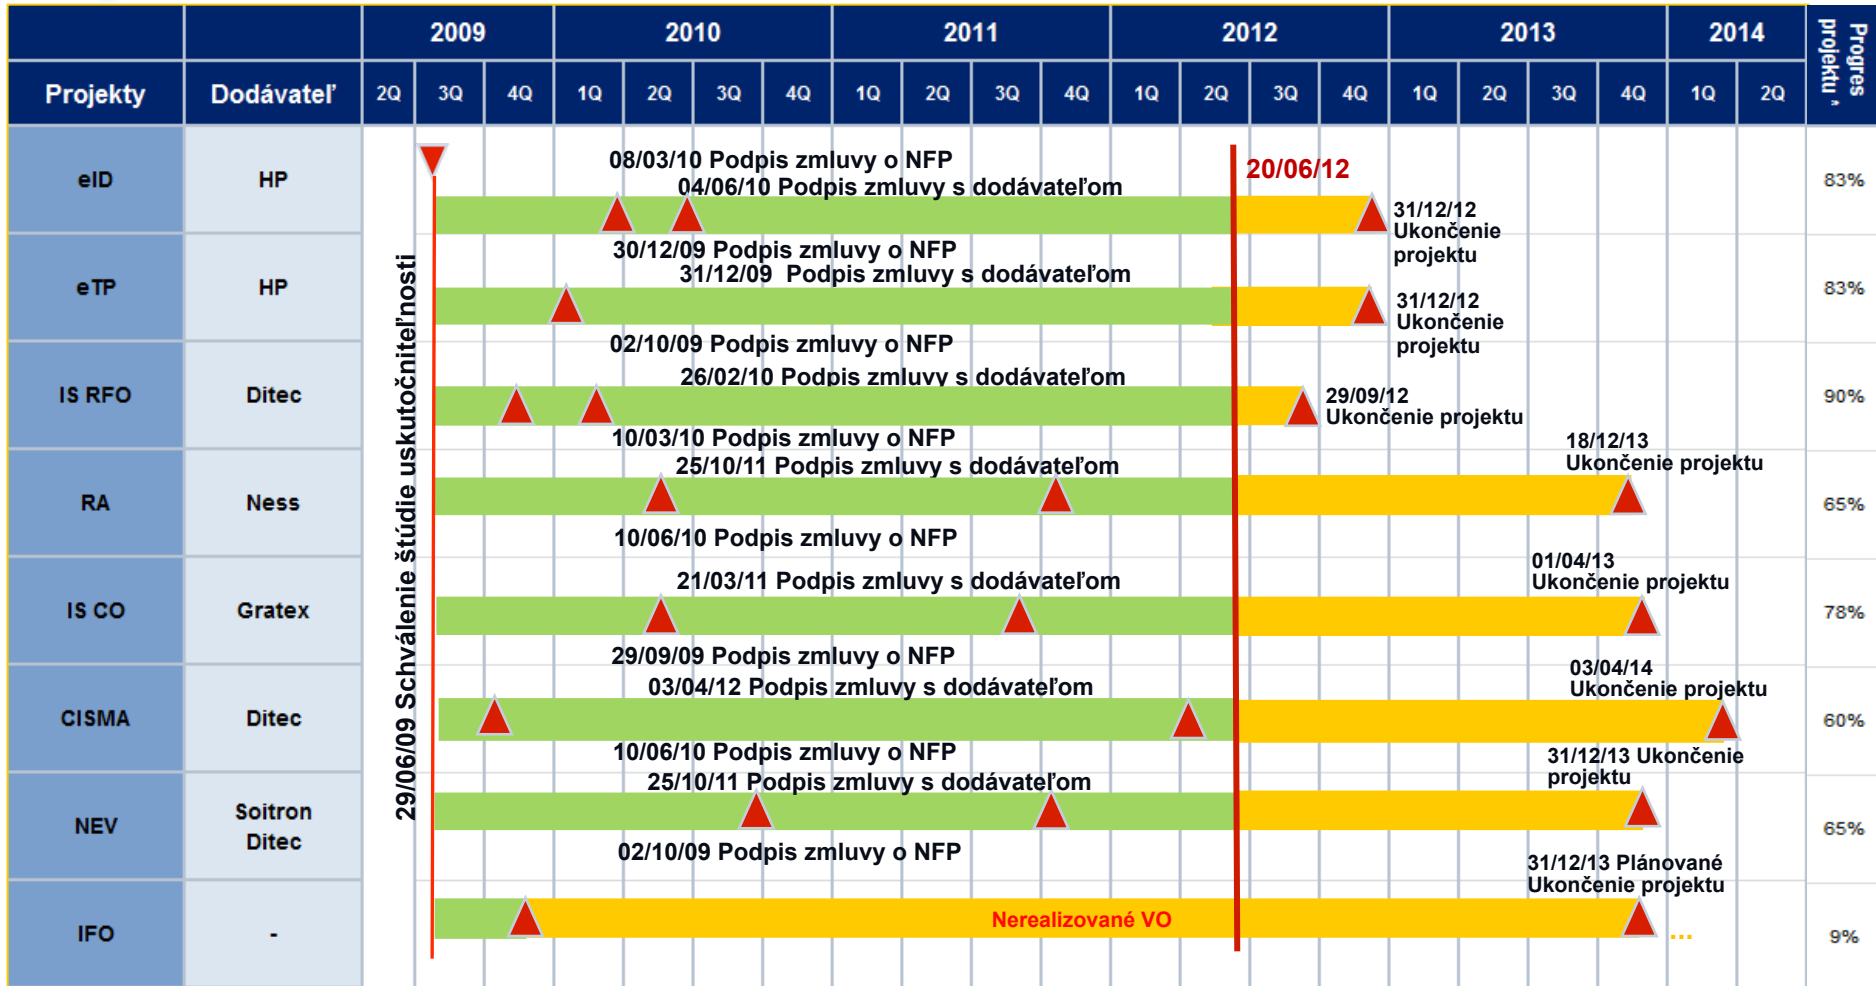 2009 2010 2011 2012 2013 2014 Progres projektu *
Projekty Dodávateľ 2Q 3Q 4Q 1Q 2Q 3Q 4Q 1Q 2Q 3Q 4Q 1Q 2Q 3Q 4Q 1Q 2Q 3Q 4Q 1Q 2Q
29/06/09 Schválenie štúdie uskutočniteľnosti
20/06/12
eID HP 83%
08/03/10 Podpis zmluvy o NFP
04/06/10 Podpis zmluvy s dodávateľom
31/12/12
Ukončenie
projektu
eTP HP 83%
30/12/09 Podpis zmluvy o NFP
31/12/09 Podpis zmluvy s dodávateľom
31/12/12
Ukončenie
projektu
IS RFO Ditec 90%
02/10/09 Podpis zmluvy o NFP
26/02/10 Podpis zmluvy s dodávateľom
29/09/12
Ukončenie projektu
RA Ness 65%
10/03/10 Podpis zmluvy o NFP
25/10/11 Podpis zmluvy s dodávateľom
18/12/13
Ukončenie projektu
IS CO Gratex 78%
10/06/10 Podpis zmluvy o NFP
21/03/11 Podpis zmluvy s dodávateľom
01/04/13
Ukončenie projektu
CISMA Ditec 60%
29/09/09 Podpis zmluvy o NFP
03/04/12 Podpis zmluvy s dodávateľom
03/04/14
Ukončenie projektu
NEV Soitron
Ditec 65%
10/06/10 Podpis zmluvy o NFP
25/10/11 Podpis zmluvy s dodávateľom
31/12/13 Ukončenie
projektu
IFO - 9%
02/10/09 Podpis zmluvy o NFP
31/12/13 Plánované
Ukončenie projektu
Nerealizované VO
...